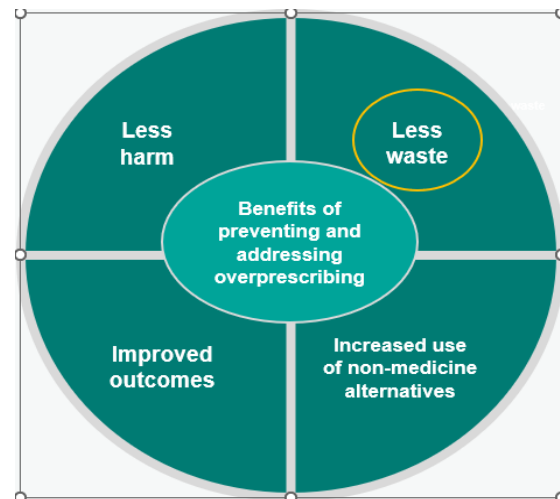 Less
harm
Less
waste
Benefits of
preventing and
addressing
overprescribing
Improved
outcomes
Increased use
of non-medicine
alternatives